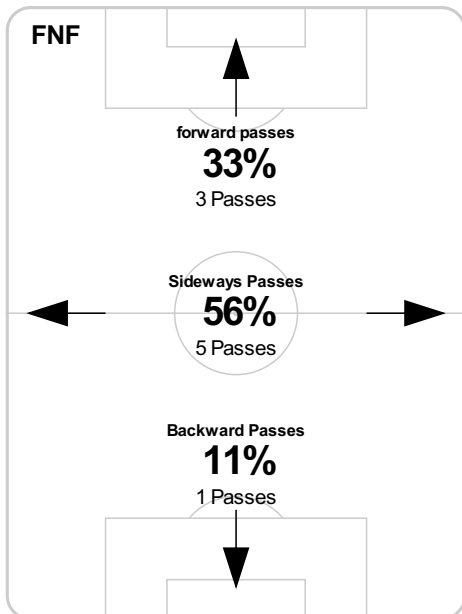 FNF
forward passes
33%
3 Passes
Sideways Passes
56%
5 Passes
Backward Passes
11%
1 Passes